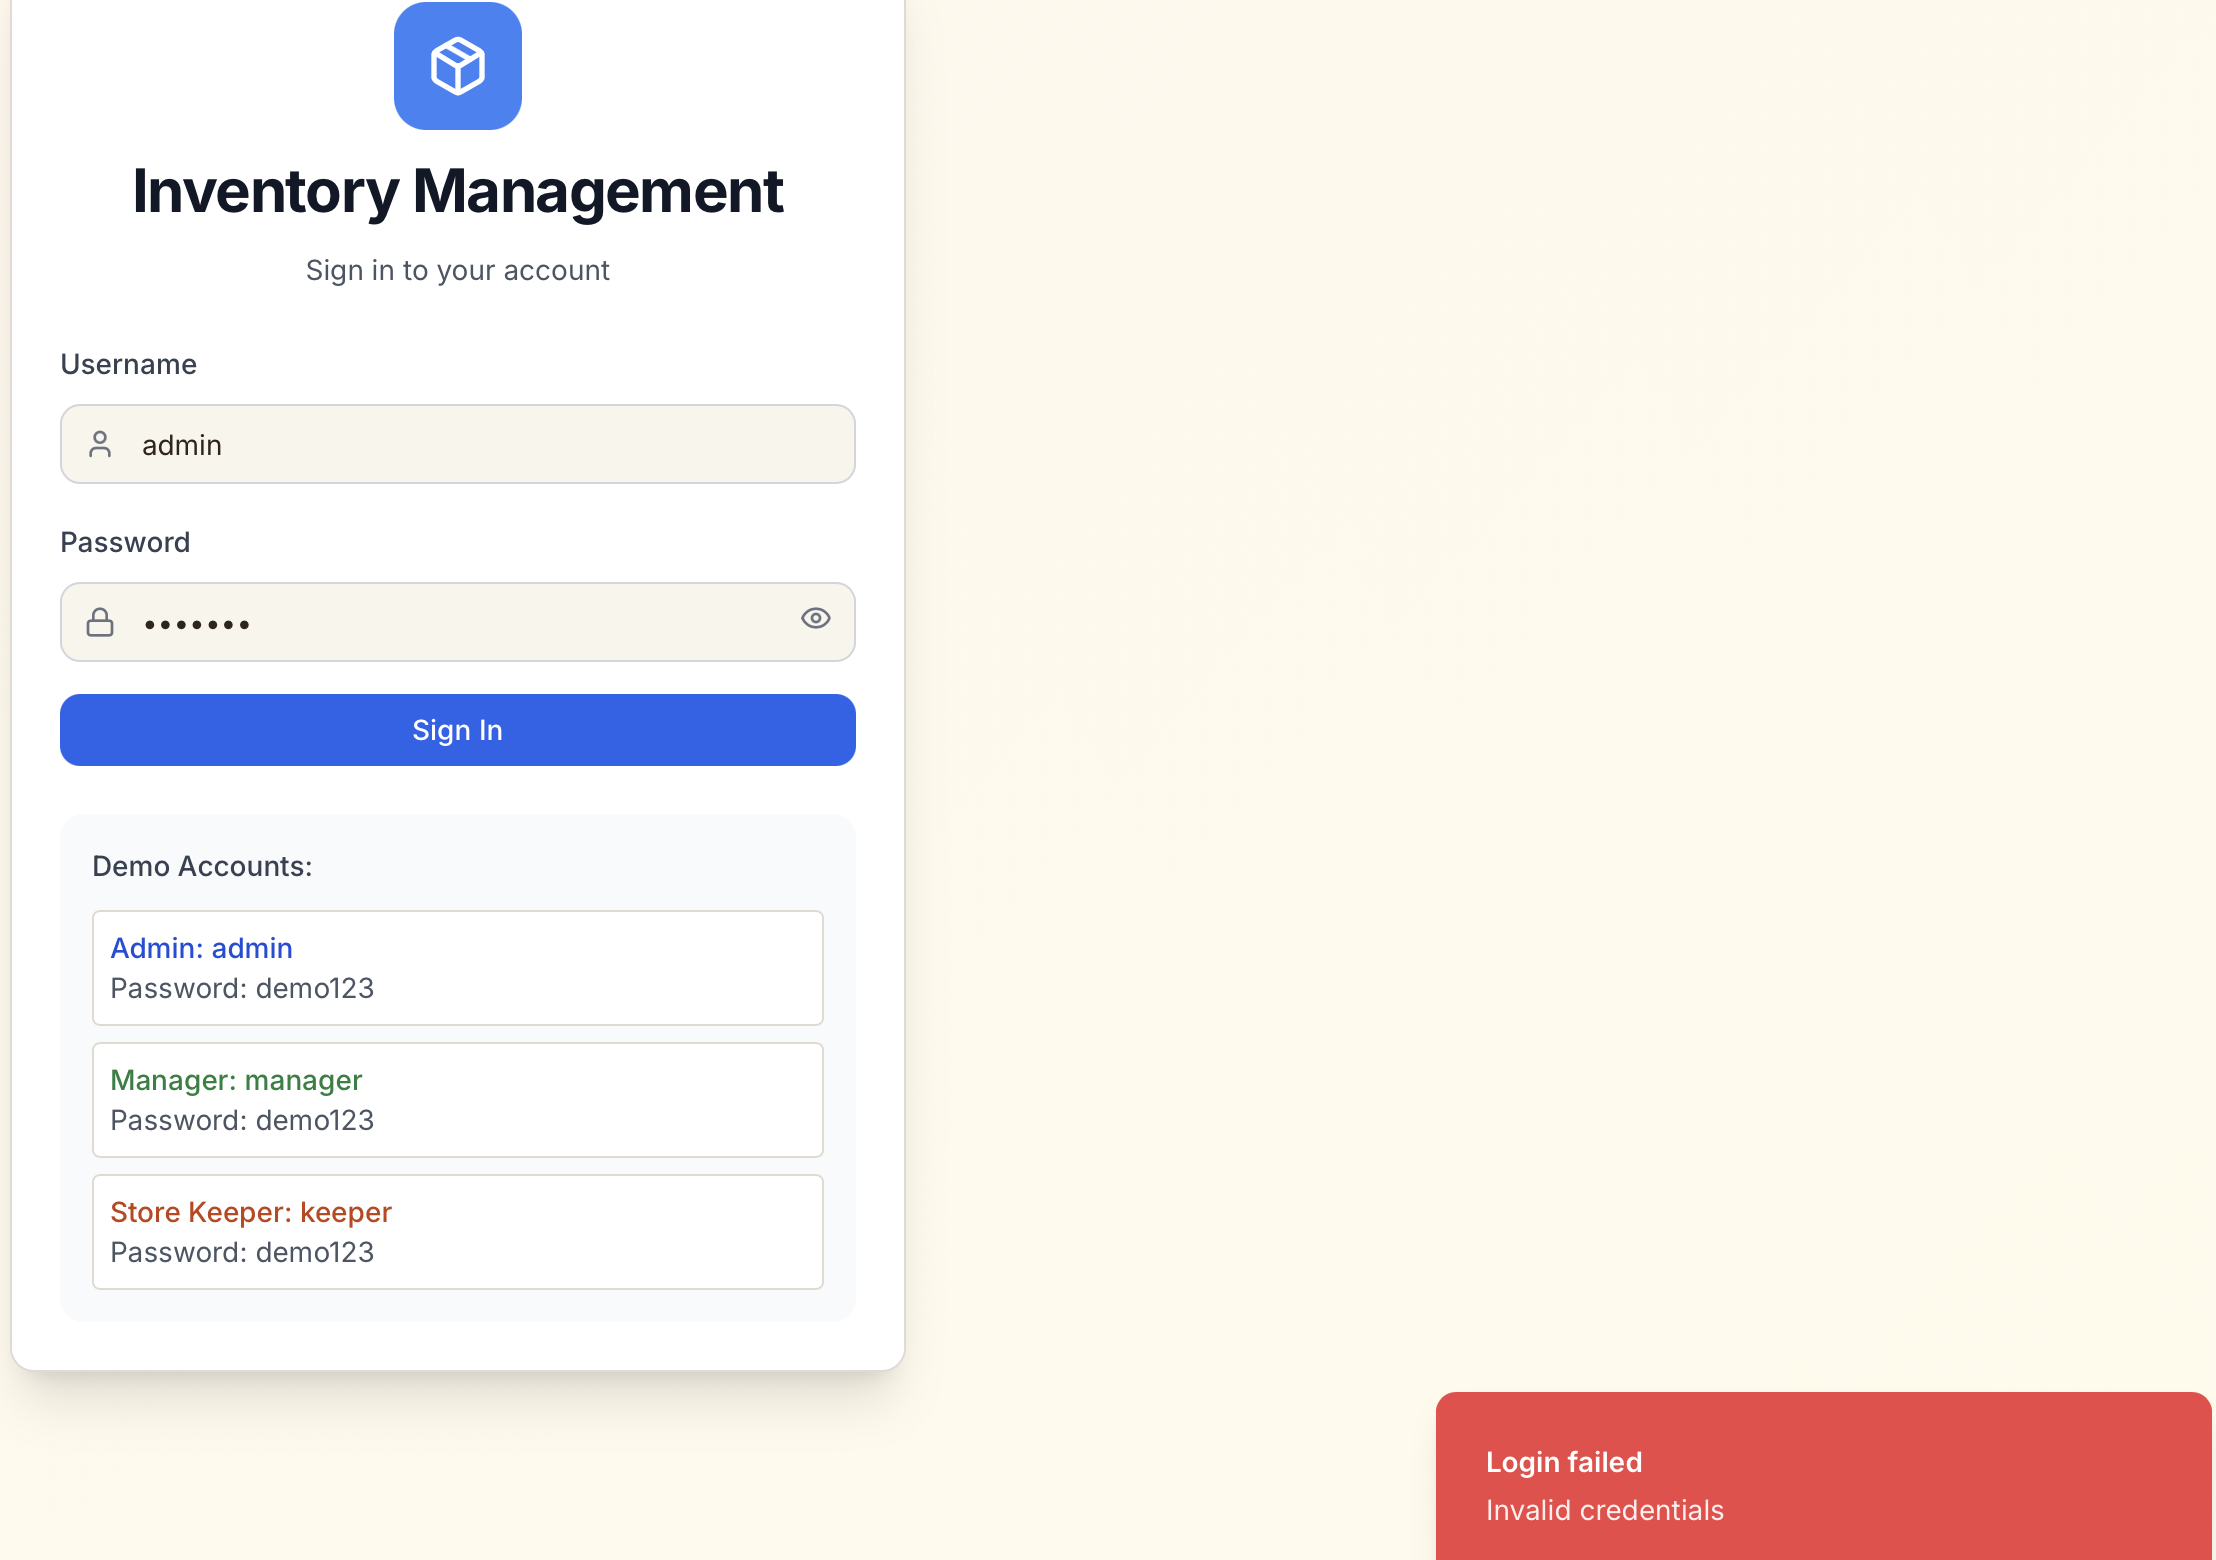 Inventory Management
Sign in to your account
Username
admin
Password
•••••••
Sign In
Demo Accounts:
Admin: admin
Password: demo123
Manager: manager
Password: demo123
Store Keeper: keeper
Password: demo123
Login failed
Invalid credentials